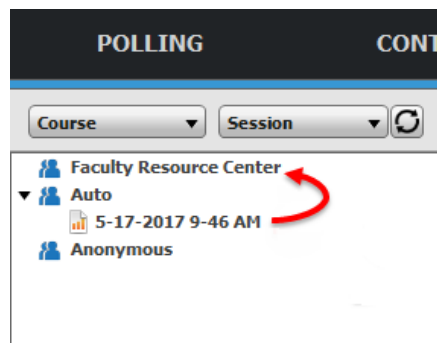 POLLING CONT
Course Session
Faculty Resource Center
Auto
5-17-2017 9-46 AM
Anonymous